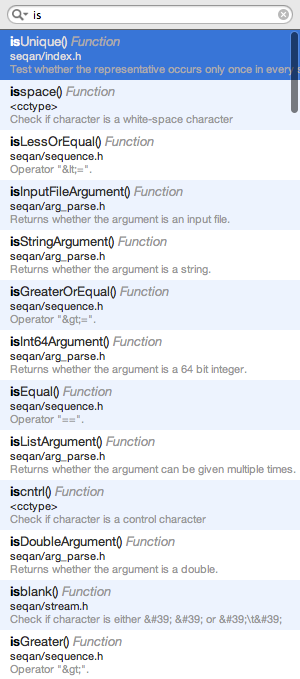 is
isUnique() Function
seqan/index.h
Test whether the representative occurs only once in every s
isspace() Function
<cctype>
Check if character is a white-space character
isLessOrEqual() Function
seqan/sequence.h
Operator "&lt;=".
isInputFileArgument() Function
seqan/arg_parse.h
Returns whether the argument is an input file.
isStringArgument() Function
seqan/arg_parse.h
Returns whether the argument is a string.
isGreaterOrEqual() Function
seqan/sequence.h
Operator "&gt;=".
isInt64Argument() Function
seqan/arg_parse.h
Returns whether the argument is a 64 bit integer.
isEqual() Function
seqan/sequence.h
Operator "==".
isListArgument() Function
seqan/arg_parse.h
Returns whether the argument can be given multiple times.
iscntrl() Function
<cctype>
Check if character is a control character
isDoubleArgument() Function
seqan/arg_parse.h
Returns whether the argument is a double.
isblank() Function
seqan/stream.h
Check if character is either &#39; &#39; or &#39;\t&#39;
isGreater() Function
seqan/sequence.h
Operator "&gt;".